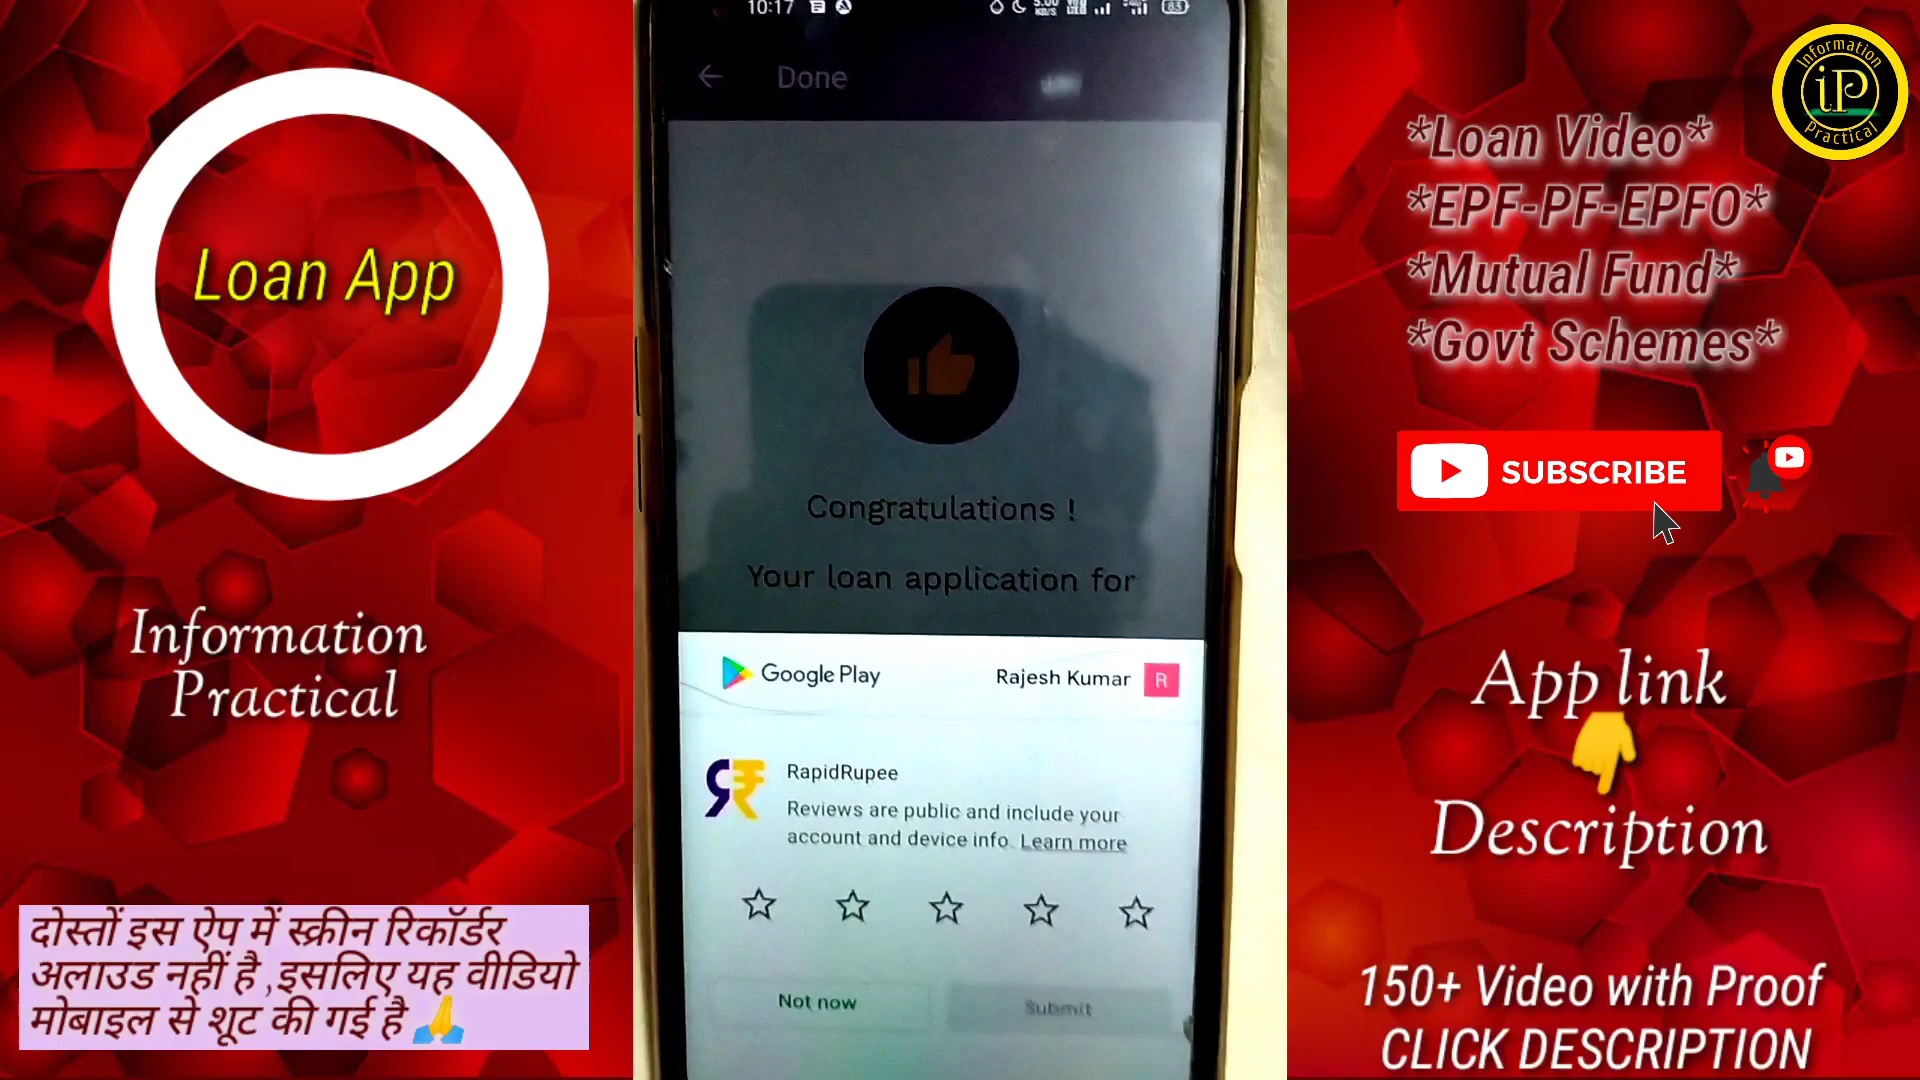 Loan App
Information
Practical
दोस्तों इस ऐप में स्क्रीन रिकॉर्डर
अलाउड नहीं है ,इसलिए यह वीडियो
मोबाइल से शूट की गई है
10:17
83
Done
Congratulations !
Your loan application for
Google Play
Rajesh Kumar
R
RapidRupee
Reviews are public and include your
account and device info. Learn more
Not now
Submit
Information
iP
Practical
*Loan Video*
*EPF-PF-EPFO*
*Mutual Fund*
*Govt Schemes*
SUBSCRIBE
App link
Description
150+ Video with Proof
CLICK DESCRIPTION